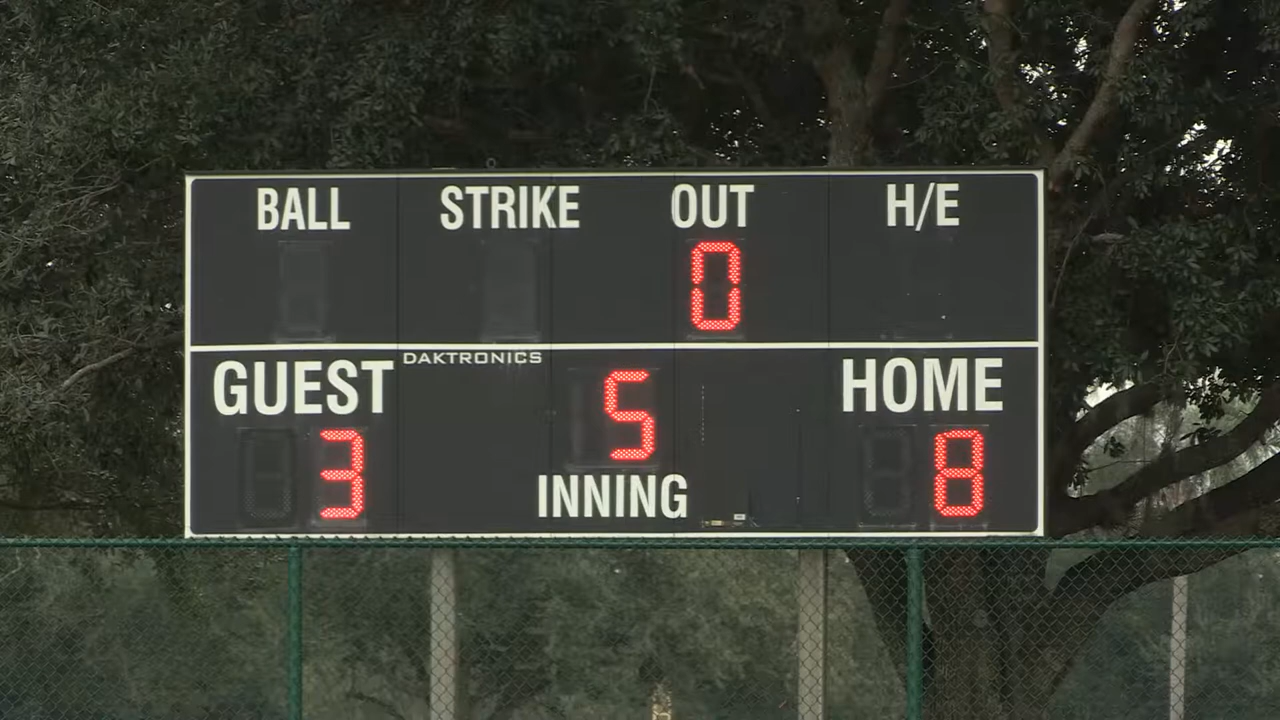 BALL STRIKE OUT H/E
0
GUEST DAKTRONICS HOME
3 5 8
INNING